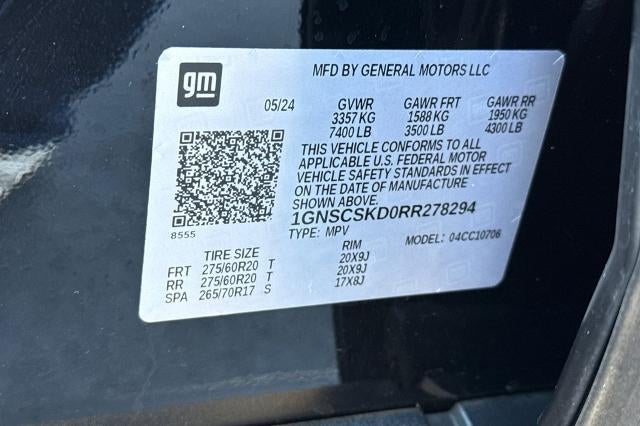 gm
MFD BY GENERAL MOTORS LLC
05/24 GVWR GAWR FRT GAWR RR
3357 KG 1588 KG 1950 KG
7400 LB 3500 LB 4300 LB
THIS VEHICLE CONFORMS TO ALL
APPLICABLE U.S. FEDERAL MOTOR
VEHICLE SAFETY STANDARDS IN EFFECT
ON THE DATE OF MANUFACTURE
SHOWN ABOVE.
1GNSCSKD0RR278294
8555
TYPE: MPV MODEL: 04CC10706
TIRE SIZE RIM
FRT 275/60R20 T 20X9J
RR 275/60R20 T 20X9J
SPA 265/70R17 S 17X8J